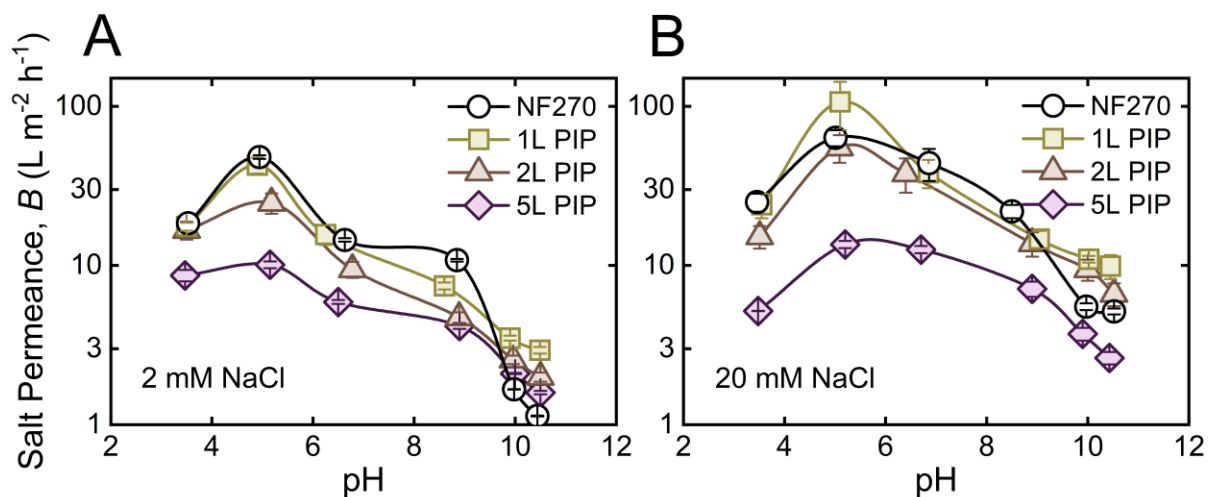 A
B
Salt Permeance, B (L m⁻² h⁻¹)
100
30
10
3
1
NF270
1L PIP
2L PIP
5L PIP
2 mM NaCl
2 4 6 8 10 12
pH
100
30
10
3
1
NF270
1L PIP
2L PIP
5L PIP
20 mM NaCl
2 4 6 8 10 12
pH